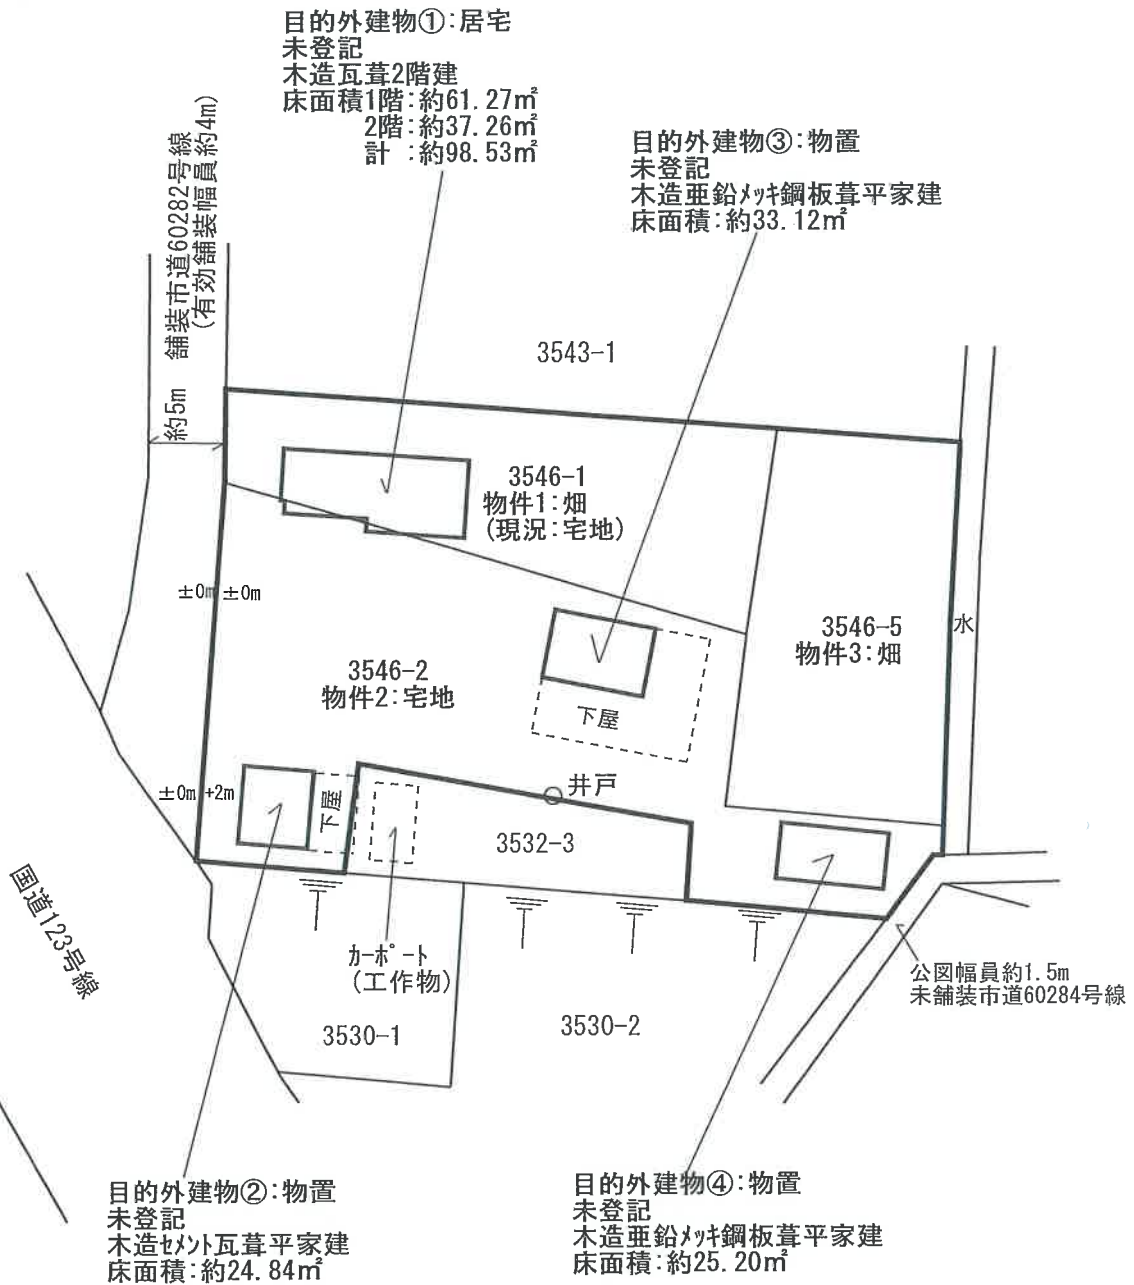 目的外建物①:居宅
未登記
木造瓦葺2階建
床面積1階:約61.27㎡
2階:約37.26㎡
計 :約98.53㎡
目的外建物③:物置
未登記
木造亜鉛ﾒｯｷ鋼板葺平家建
床面積:約33.12㎡
舗装市道60282号線
(有効舗装幅員約4m)
約5m
3543-1
3546-1
物件1:畑
(現況:宅地)
±0m
±0m
3546-5
物件3:畑
水
3546-2
物件2:宅地
下屋
井戸
±0m
+2m
下屋
3532-3
国道123号線
ｶｰﾎﾟｰﾄ
(工作物)
公図幅員約1.5m
未舗装市道60284号線
3530-1
3530-2
目的外建物②:物置
未登記
木造ｾﾒﾝﾄ瓦葺平家建
床面積:約24.84㎡
目的外建物④:物置
未登記
木造亜鉛ﾒｯｷ鋼板葺平家建
床面積:約25.20㎡